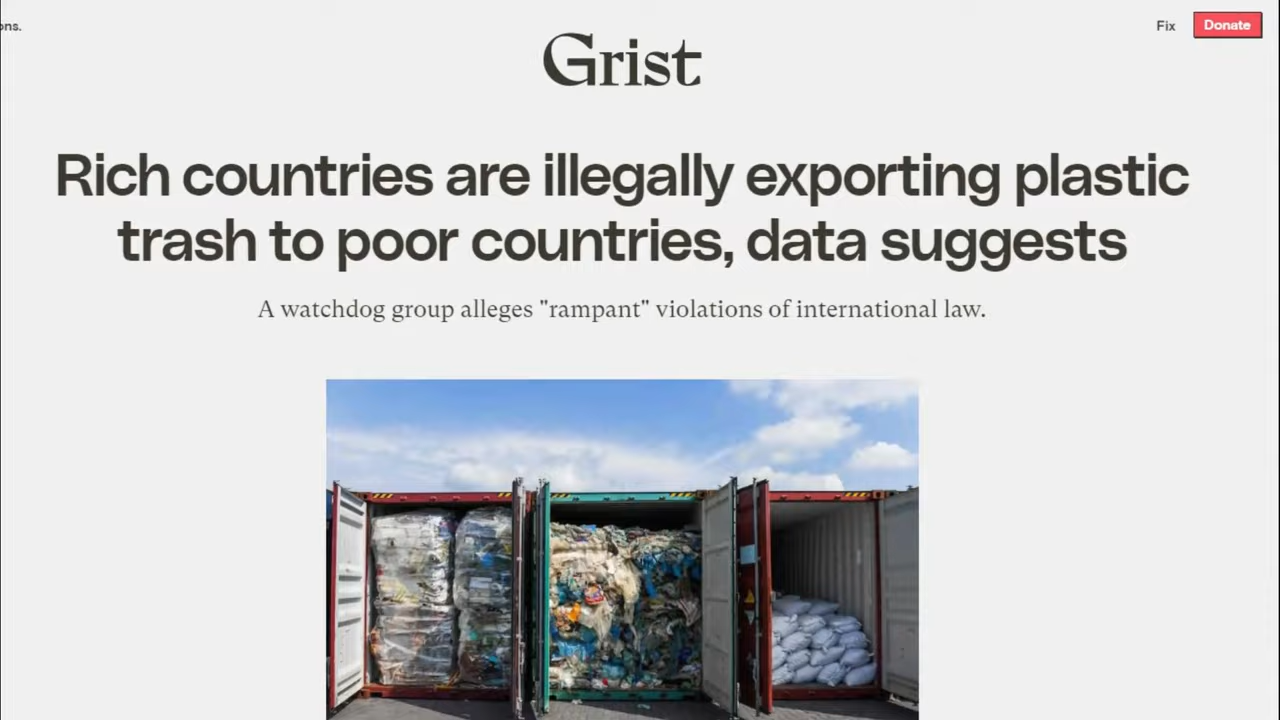 ons.
Fix
Donate
Grist
Rich countries are illegally exporting plastic
trash to poor countries, data suggests
A watchdog group alleges "rampant" violations of international law.